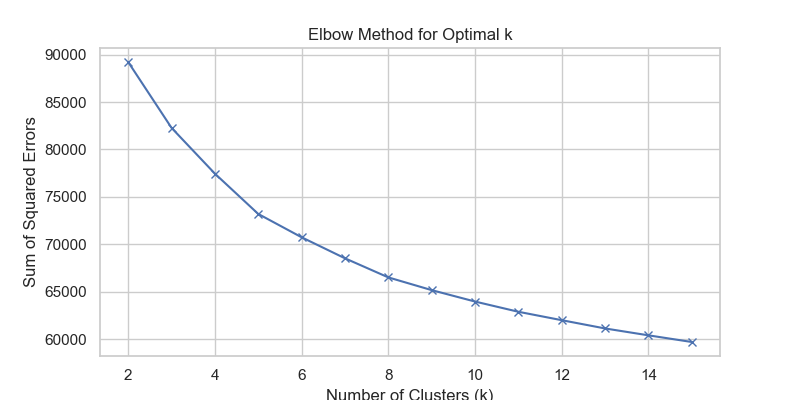 Elbow Method for Optimal k
90000
85000
80000
75000
70000
65000
60000
Sum of Squared Errors
2 4 6 8 10 12 14
Number of Clusters (k)